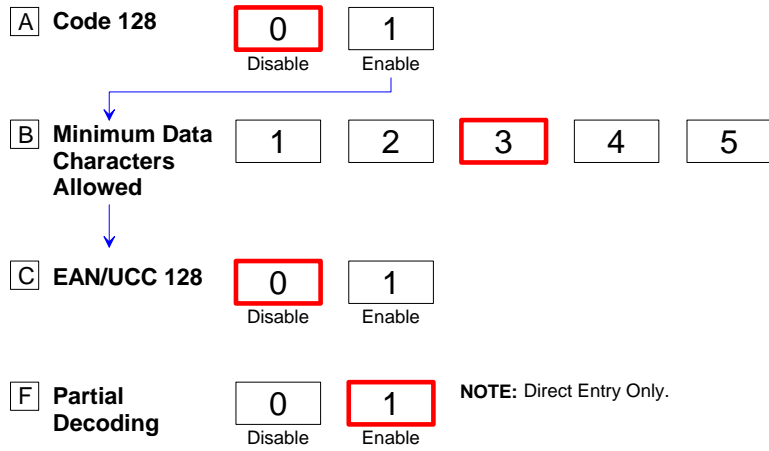 A Code 128 0 1
Disable Enable
B Minimum Data 1 2 3 4 5
Characters
Allowed
C EAN/UCC 128 0 1
Disable Enable
F Partial 0 1 NOTE: Direct Entry Only.
Decoding
Disable Enable